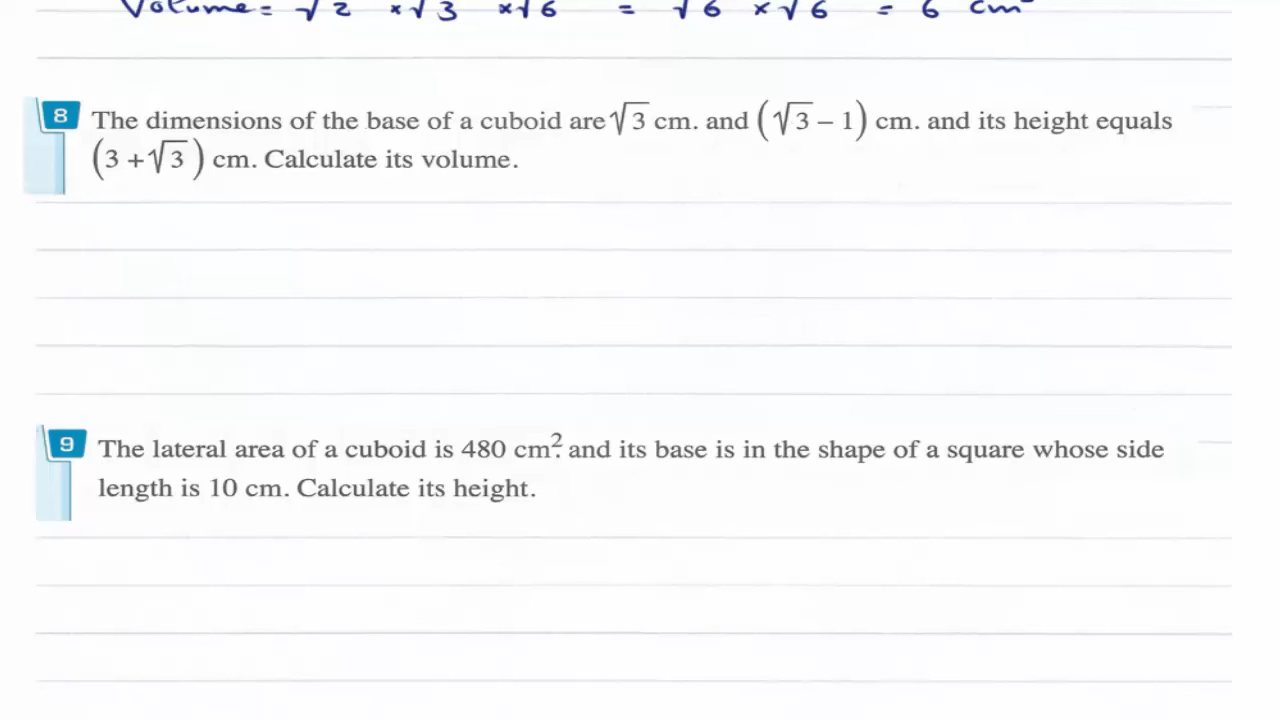 Volume = √2 × √3 × √6 = √6 × √6 = 6 cm
8 The dimensions of the base of a cuboid are √3 cm. and (√3 – 1) cm. and its height equals
(3 + √3) cm. Calculate its volume.
9 The lateral area of a cuboid is 480 cm². and its base is in the shape of a square whose side
length is 10 cm. Calculate its height.